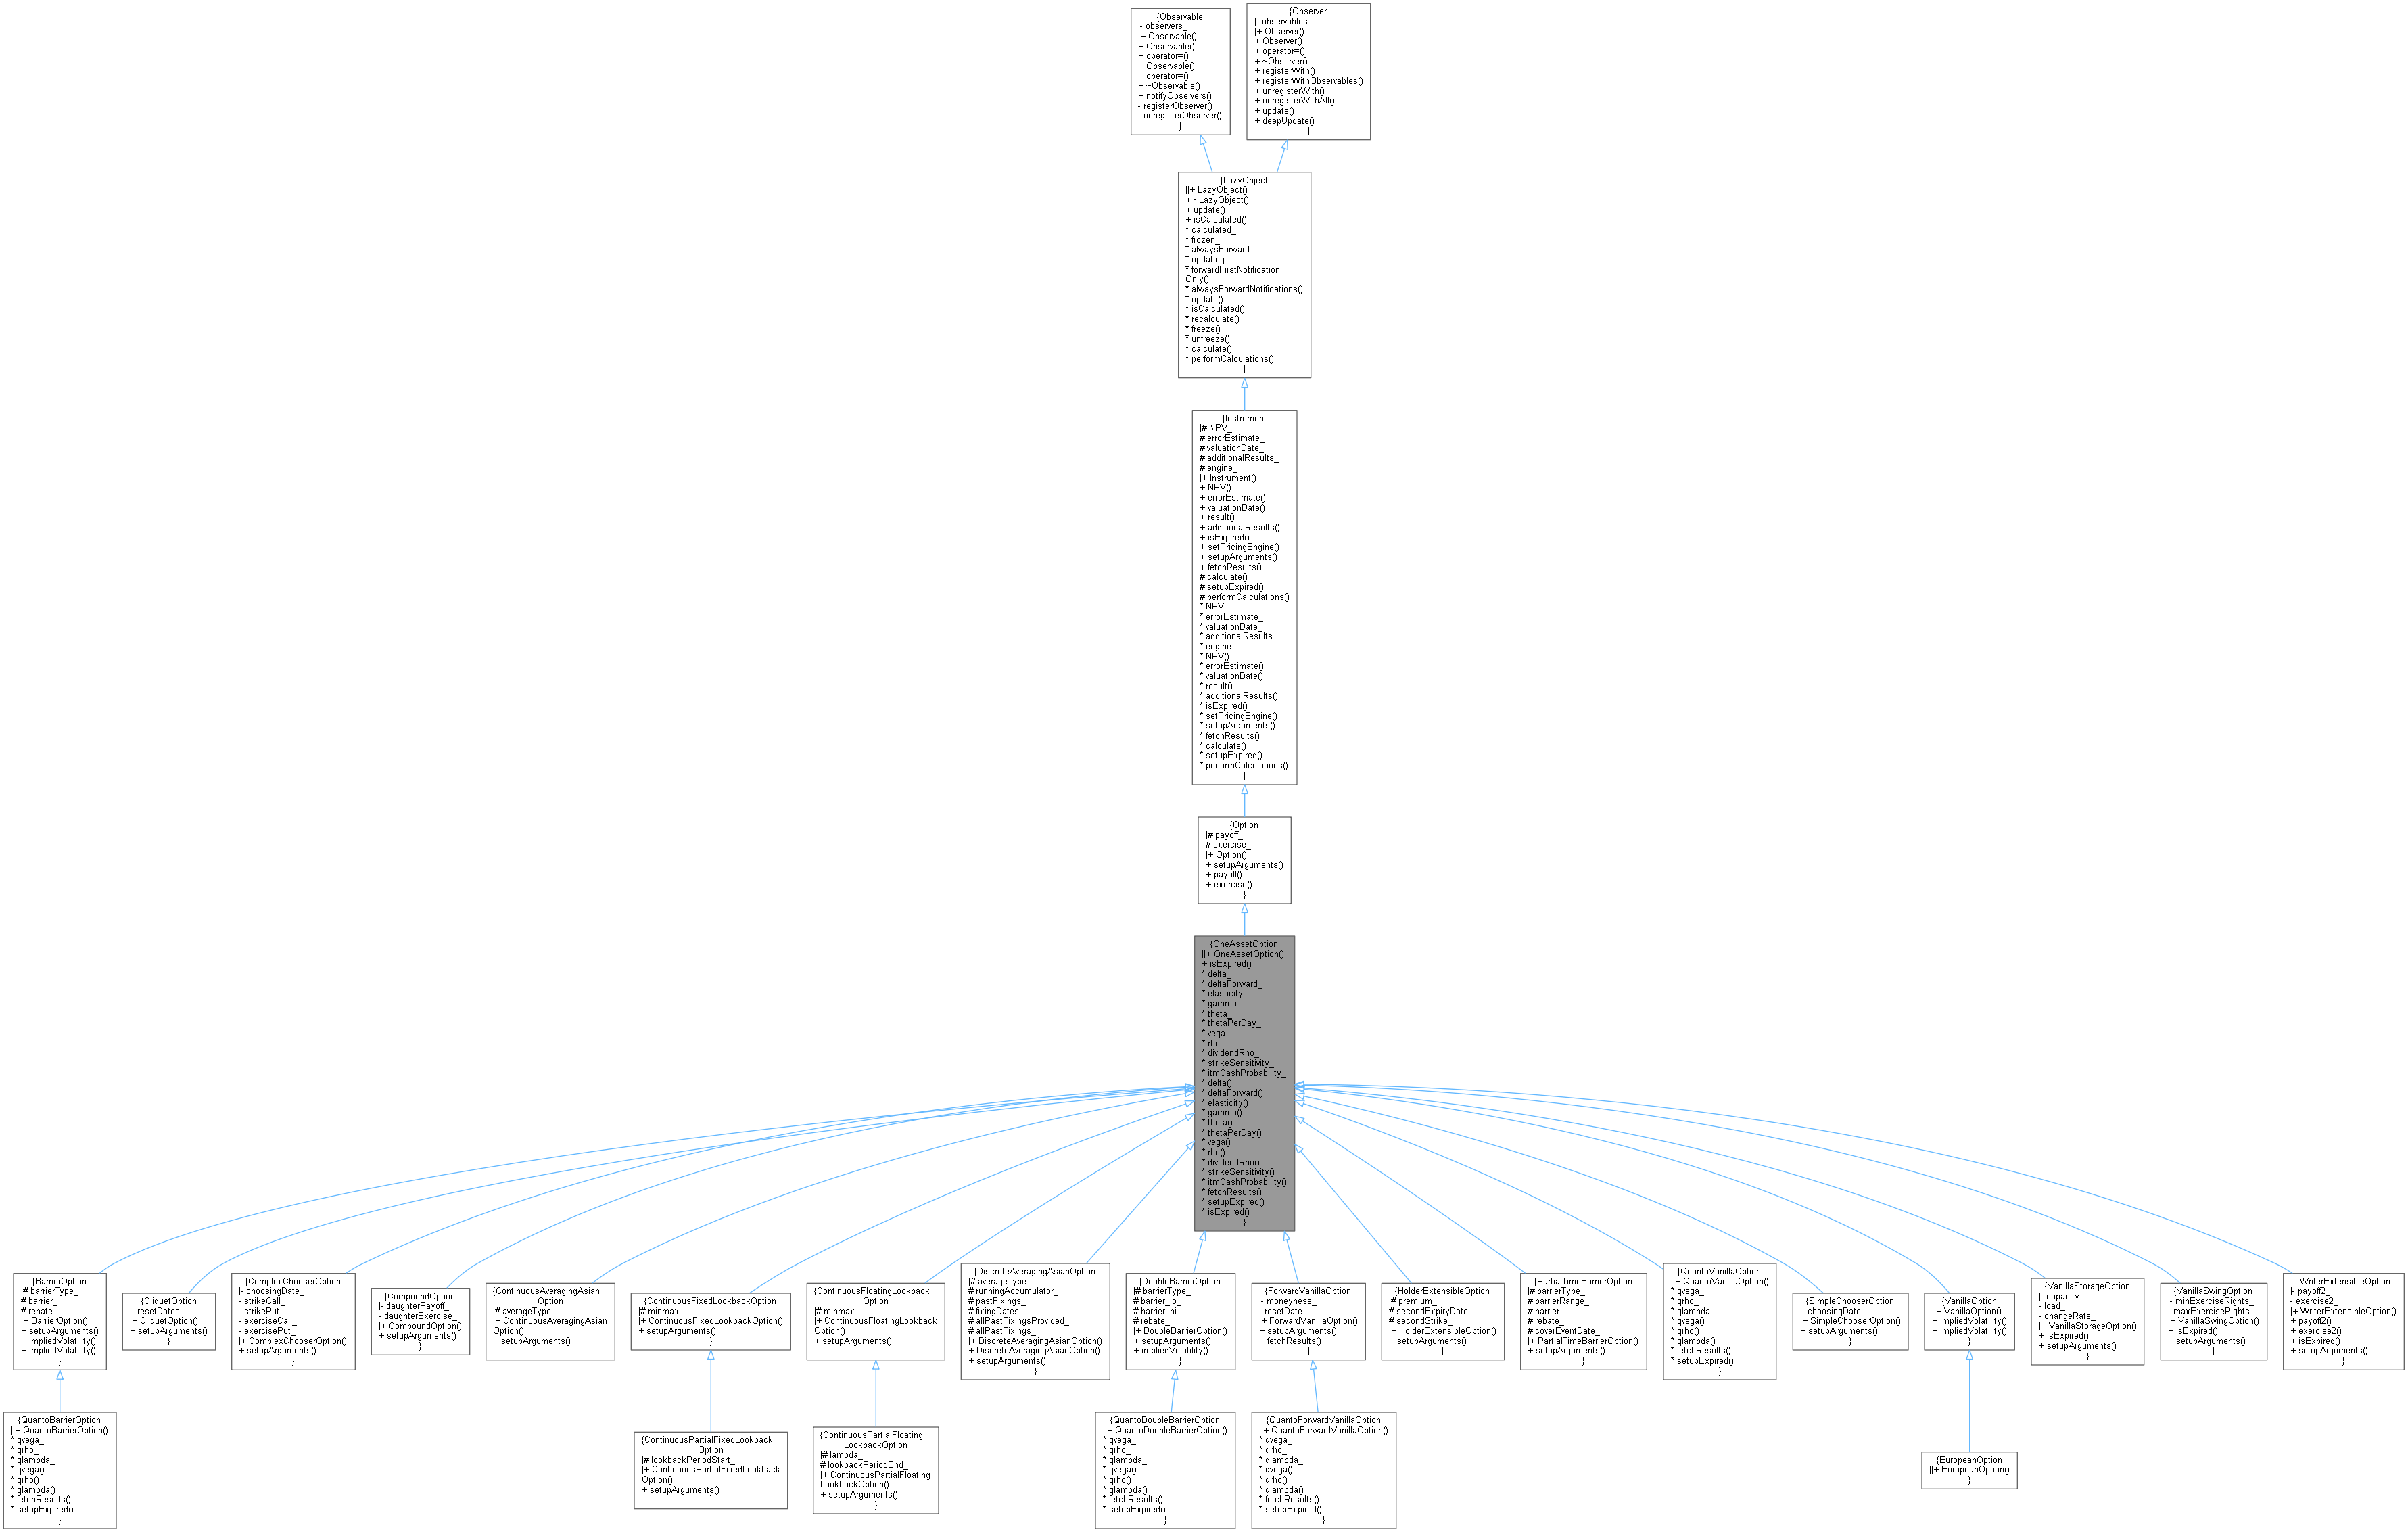 {Observable
|- observers_
|+ Observable()
+ Observable()
+ operator=()
+ Observable()
+ operator=()
+ ~Observable()
+ notifyObservers()
- registerObserver()
- unregisterObserver()
}
{Observer
|- observables_
|+ Observer()
+ Observer()
+ operator=()
+ ~Observer()
+ registerWith()
+ registerWithObservables()
+ unregisterWith()
+ unregisterWithAll()
+ update()
+ deepUpdate()
}
{LazyObject
||+ LazyObject()
+ ~LazyObject()
+ update()
+ isCalculated()
* calculated_
* frozen_
* alwaysForward_
* updating_
* forwardFirstNotification
Only()
* alwaysForwardNotifications()
* update()
* isCalculated()
* recalculate()
* freeze()
* unfreeze()
* calculate()
* performCalculations()
}
{Instrument
|# NPV_
# errorEstimate_
# valuationDate_
# additionalResults_
# engine_
|+ Instrument()
+ NPV()
+ errorEstimate()
+ valuationDate()
+ result()
+ additionalResults()
+ isExpired()
+ setPricingEngine()
+ setupArguments()
+ fetchResults()
# calculate()
# setupExpired()
# performCalculations()
* NPV_
* errorEstimate_
* valuationDate_
* additionalResults_
* engine_
* NPV()
* errorEstimate()
* valuationDate()
* result()
* additionalResults()
* isExpired()
* setPricingEngine()
* setupArguments()
* fetchResults()
* calculate()
* setupExpired()
* performCalculations()
}
{Option
|# payoff_
# exercise_
|+ Option()
+ setupArguments()
+ payoff()
+ exercise()
}
{OneAssetOption
||+ OneAssetOption()
+ isExpired()
* delta_
* deltaForward_
* elasticity_
* gamma_
* theta_
* thetaPerDay_
* vega_
* rho_
* dividendRho_
* strikeSensitivity_
* itmCashProbability_
* delta()
* deltaForward()
* elasticity()
* gamma()
* theta()
* thetaPerDay()
* vega()
* rho()
* dividendRho()
* strikeSensitivity()
* itmCashProbability()
* fetchResults()
* setupExpired()
* isExpired()
}
{BarrierOption
|# barrierType_
# barrier_
# rebate_
|+ BarrierOption()
+ setupArguments()
+ impliedVolatility()
+ impliedVolatility()
}
{CliquetOption
|- resetDates_
|+ CliquetOption()
+ setupArguments()
}
{ComplexChooserOption
|- choosingDate_
- strikeCall_
- strikePut_
- exerciseCall_
- exercisePut_
|+ ComplexChooserOption()
+ setupArguments()
}
{CompoundOption
|- daughterPayoff_
- daughterExercise_
|+ CompoundOption()
+ setupArguments()
}
{ContinuousAveragingAsian
Option
|# averageType_
|+ ContinuousAveragingAsian
Option()
+ setupArguments()
}
{ContinuousFixedLookbackOption
|# minmax_
|+ ContinuousFixedLookbackOption()
+ setupArguments()
}
{ContinuousFloatingLookback
Option
|# minmax_
|+ ContinuousFloatingLookback
Option()
+ setupArguments()
}
{DiscreteAveragingAsianOption
|# averageType_
# runningAccumulator_
# pastFixings_
# fixingDates_
# allPastFixingsProvided_
# allPastFixings_
|+ DiscreteAveragingAsianOption()
+ DiscreteAveragingAsianOption()
+ setupArguments()
}
{DoubleBarrierOption
|# barrierType_
# barrier_lo_
# barrier_hi_
# rebate_
|+ DoubleBarrierOption()
+ setupArguments()
+ impliedVolatility()
}
{ForwardVanillaOption
|- moneyness_
- resetDate_
|+ ForwardVanillaOption()
+ setupArguments()
+ fetchResults()
}
{HolderExtensibleOption
|# premium_
# secondExpiryDate_
# secondStrike_
|+ HolderExtensibleOption()
+ setupArguments()
}
{PartialTimeBarrierOption
|# barrierType_
# barrierRange_
# barrier_
# rebate_
# coverEventDate_
|+ PartialTimeBarrierOption()
+ setupArguments()
}
{QuantoVanillaOption
||+ QuantoVanillaOption()
* qvega_
* qrho_
* qlambda_
* qvega()
* qrho()
* qlambda()
* fetchResults()
* setupExpired()
}
{SimpleChooserOption
|- choosingDate_
|+ SimpleChooserOption()
+ setupArguments()
}
{VanillaOption
||+ VanillaOption()
+ impliedVolatility()
+ impliedVolatility()
}
{VanillaStorageOption
|- capacity_
- load_
- changeRate_
|+ VanillaStorageOption()
+ isExpired()
+ setupArguments()
}
{VanillaSwingOption
|- minExerciseRights_
- maxExerciseRights_
|+ VanillaSwingOption()
+ isExpired()
+ setupArguments()
}
{WriterExtensibleOption
|- payoff2_
- exercise2_
|+ WriterExtensibleOption()
+ payoff2()
+ exercise2()
+ isExpired()
+ setupArguments()
}
{QuantoBarrierOption
||+ QuantoBarrierOption()
* qvega_
* qrho_
* qlambda_
* qvega()
* qrho()
* qlambda()
* fetchResults()
* setupExpired()
}
{ContinuousPartialFixedLookback
Option
|# lookbackPeriodStart_
|+ ContinuousPartialFixedLookback
Option()
+ setupArguments()
}
{ContinuousPartialFloating
LookbackOption
|# lambda_
# lookbackPeriodEnd_
|+ ContinuousPartialFloating
LookbackOption()
+ setupArguments()
}
{QuantoDoubleBarrierOption
||+ QuantoDoubleBarrierOption()
* qvega_
* qrho_
* qlambda_
* qvega()
* qrho()
* qlambda()
* fetchResults()
* setupExpired()
}
{QuantoForwardVanillaOption
||+ QuantoForwardVanillaOption()
* qvega_
* qrho_
* qlambda_
* qvega()
* qrho()
* qlambda()
* fetchResults()
* setupExpired()
}
{EuropeanOption
||+ EuropeanOption()
}